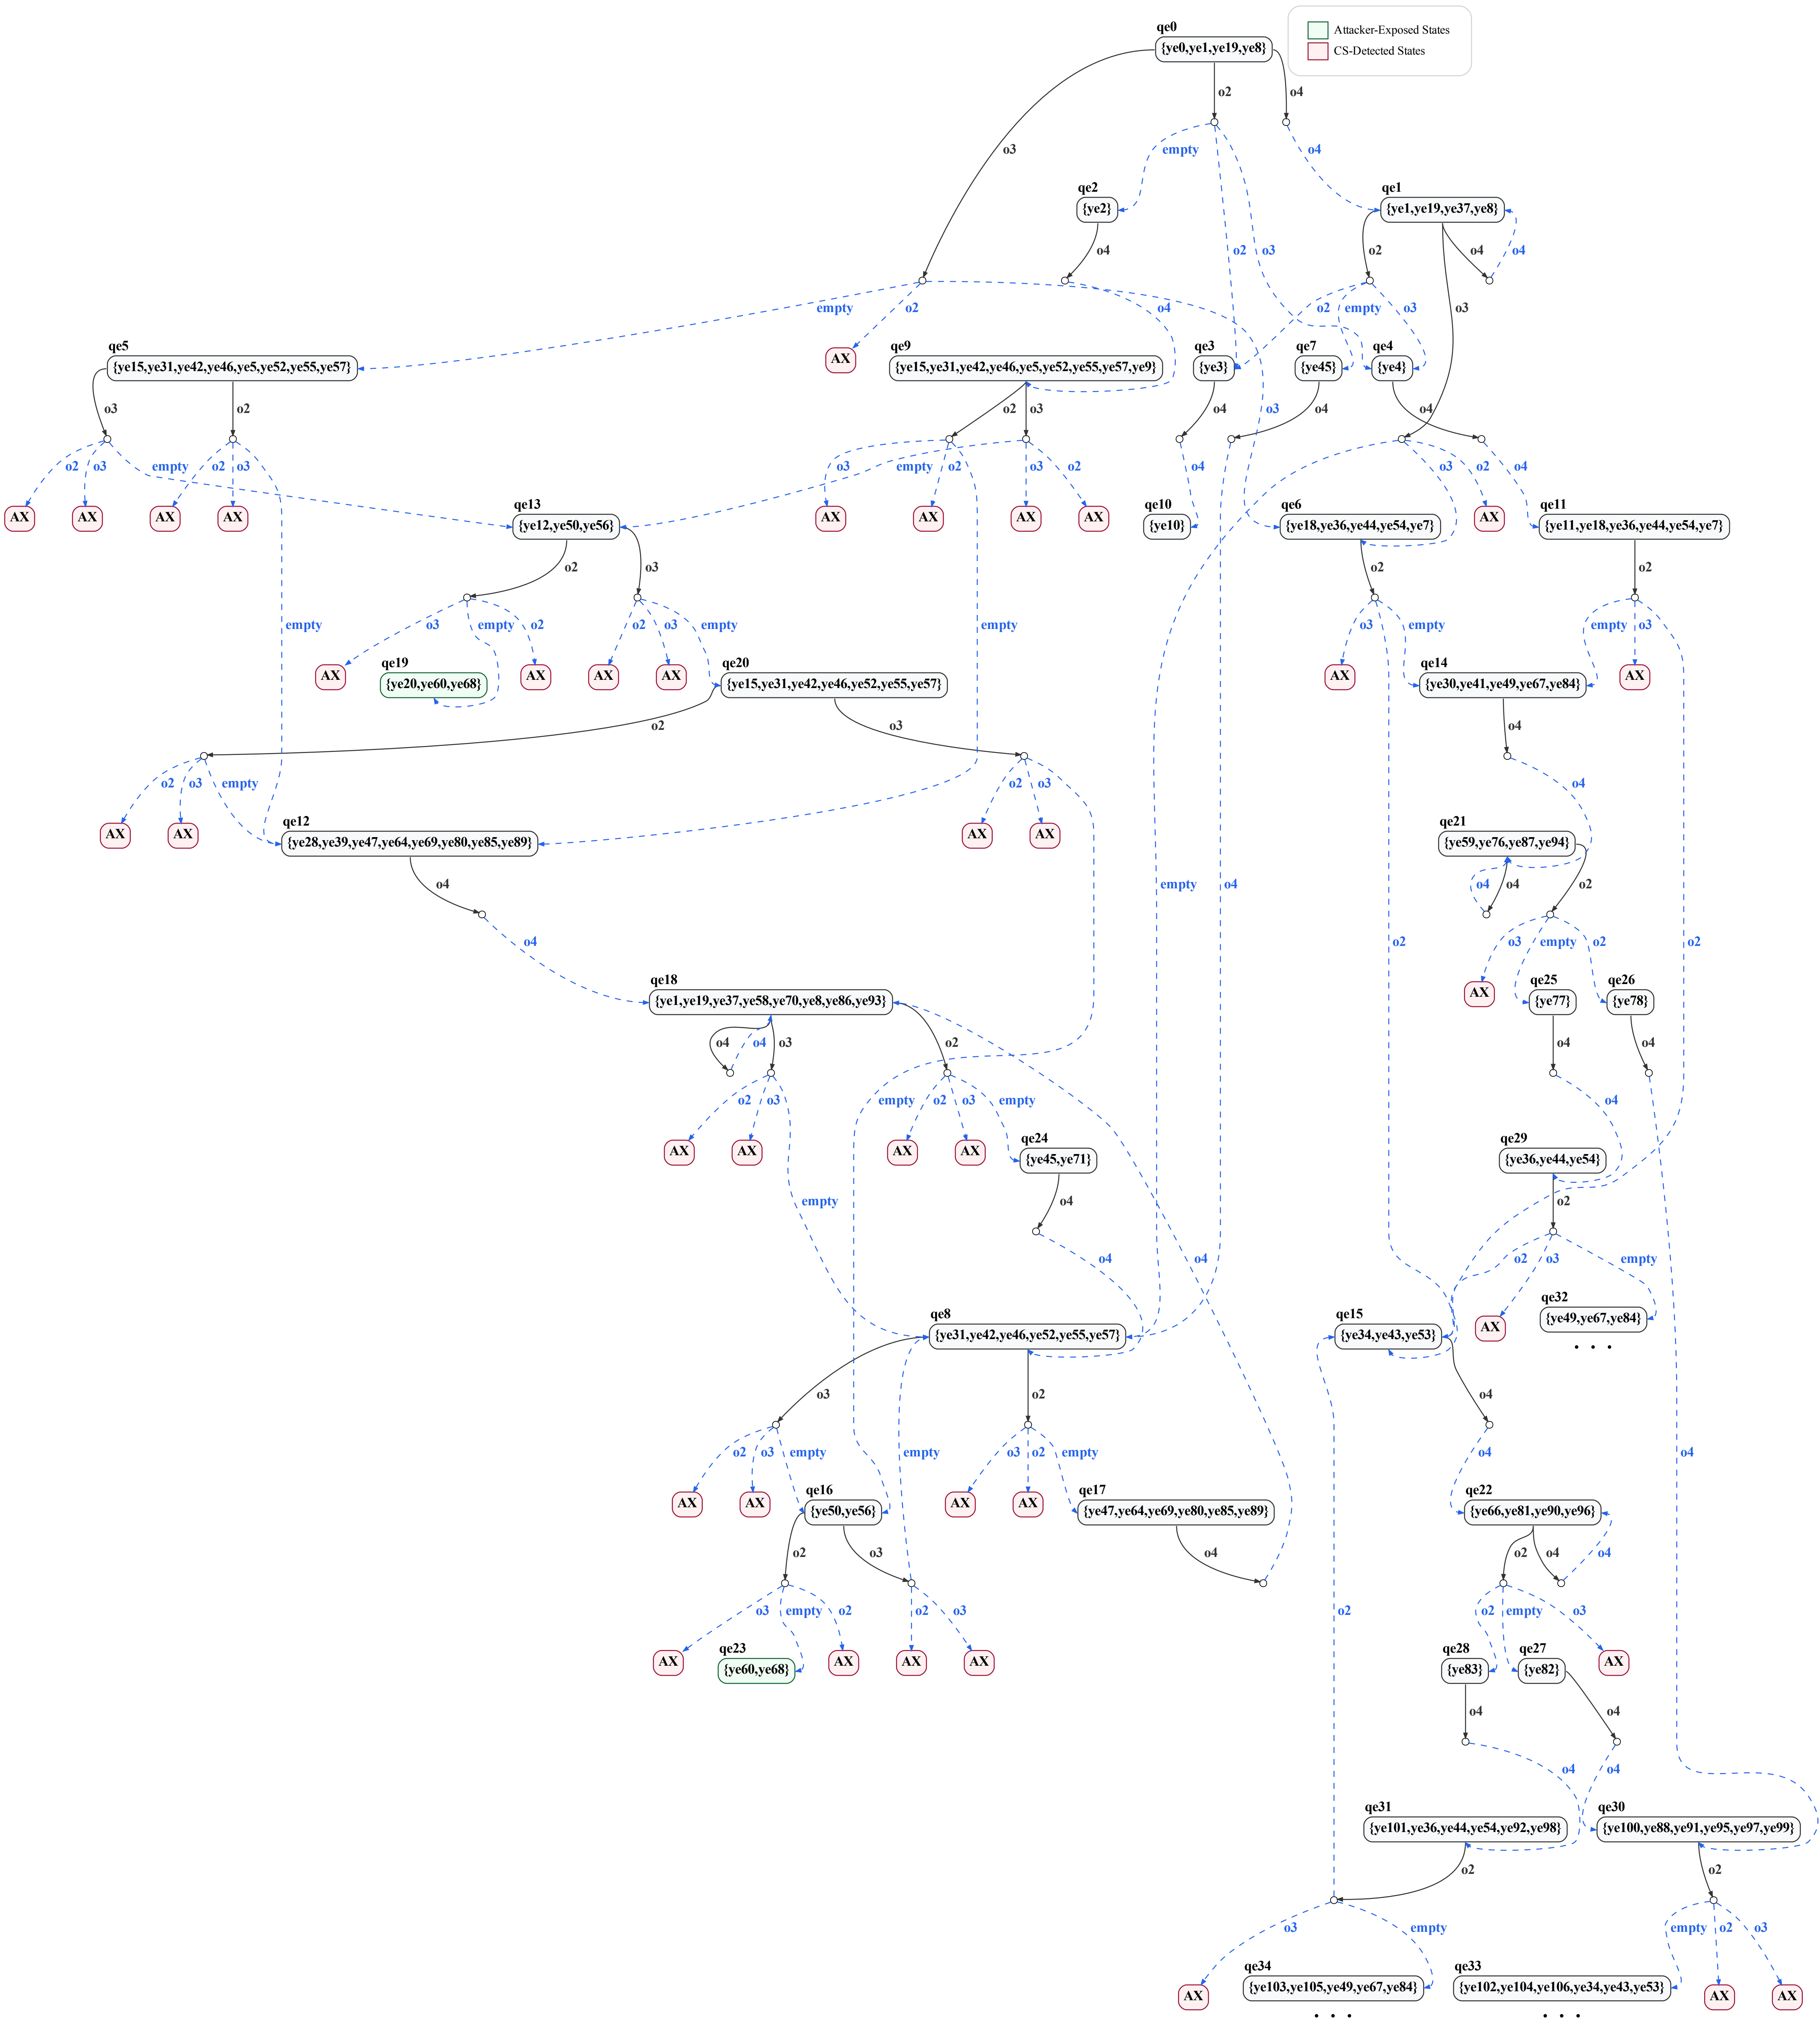 qe0
{ye0,ye1,ye19,ye8}
Attacker-Exposed States
CS-Detected States
o2
o4
o3
empty
o4
qe2
{ye2}
qe1
{ye1,ye19,ye37,ye8}
o4
o2
o3
o2
o4
o4
empty
o2
o4
o2
empty
o3
o3
qe5
{ye15,ye31,ye42,ye46,ye5,ye52,ye55,ye57}
AX
qe9
{ye15,ye31,ye42,ye46,ye5,ye52,ye55,ye57,ye9}
qe3
{ye3}
qe7
{ye45}
qe4
{ye4}
o3
o2
o2
o3
o4
o3
o4
o4
o2
o3
empty
o2
o3
o3
empty
o2
o3
o2
o4
o3
o2
o4
AX
AX
AX
AX
qe13
{ye12,ye50,ye56}
AX
AX
AX
AX
qe10
{ye10}
qe6
{ye18,ye36,ye44,ye54,ye7}
AX
qe11
{ye11,ye18,ye36,ye44,ye54,ye7}
o2
o3
o2
o2
empty
o3
empty
o2
o2
o3
empty
empty
o3
empty
empty
o3
AX
qe19
{ye20,ye60,ye68}
AX
AX
AX
qe20
{ye15,ye31,ye42,ye46,ye52,ye55,ye57}
AX
qe14
{ye30,ye41,ye49,ye67,ye84}
AX
o2
o3
o4
o2
o3
empty
o2
o3
o4
AX
AX
qe12
{ye28,ye39,ye47,ye64,ye69,ye80,ye85,ye89}
AX
AX
qe21
{ye59,ye76,ye87,ye94}
o4
empty
o4
o4
o4
o2
o4
o2
o3
empty
o2
o2
qe18
{ye1,ye19,ye37,ye58,ye70,ye8,ye86,ye93}
AX
qe25
{ye77}
qe26
{ye78}
o4
o4
o3
o2
o4
o4
o2
o3
empty
o2
o3
empty
o4
AX
AX
AX
AX
qe24
{ye45,ye71}
qe29
{ye36,ye44,ye54}
empty
o4
o2
o4
o4
o2
o3
empty
qe8
{ye31,ye42,ye46,ye52,ye55,ye57}
qe15
{ye34,ye43,ye53}
AX
qe32
{ye49,ye67,ye84}
. . .
o3
o2
o4
o2
o3
empty
empty
o3
o2
empty
o4
o4
AX
AX
qe16
{ye50,ye56}
AX
AX
qe17
{ye47,ye64,ye69,ye80,ye85,ye89}
qe22
{ye66,ye81,ye90,ye96}
o2
o3
o4
o2
o4
o4
o3
empty
o2
o2
o3
o2
o2
empty
o3
AX
qe23
{ye60,ye68}
AX
AX
AX
qe28
{ye83}
qe27
{ye82}
AX
o4
o4
o4
o4
qe31
{ye101,ye36,ye44,ye54,ye92,ye98}
qe30
{ye100,ye88,ye91,ye95,ye97,ye99}
o2
o2
o3
empty
empty
o2
o3
AX
qe34
{ye103,ye105,ye49,ye67,ye84}
. . .
qe33
{ye102,ye104,ye106,ye34,ye43,ye53}
. . .
AX
AX